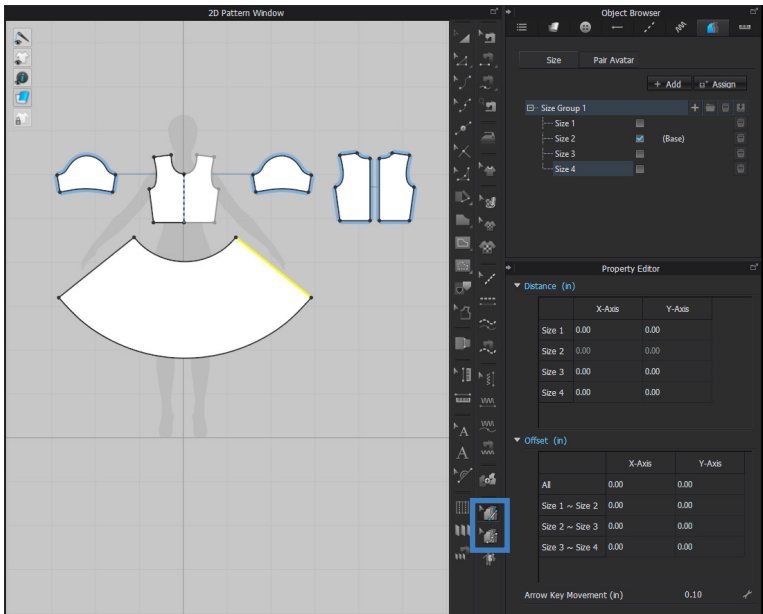 2D Pattern Window
Object Browser
Size
Pair Avatar
+ Add
Assign
Size Group 1
Size 1
Size 2
(Base)
Size 3
Size 4
Property Editor
Distance (in)
X-Axis Y-Axis
Size 1 0.00 0.00
Size 2 0.00 0.00
Size 3 0.00 0.00
Size 4 0.00 0.00
Offset (in)
X-Axis Y-Axis
All 0.00 0.00
Size 1 ~ Size 2 0.00 0.00
Size 2 ~ Size 3 0.00 0.00
Size 3 ~ Size 4 0.00 0.00
Arrow Key Movement (in) 0.10
A
A